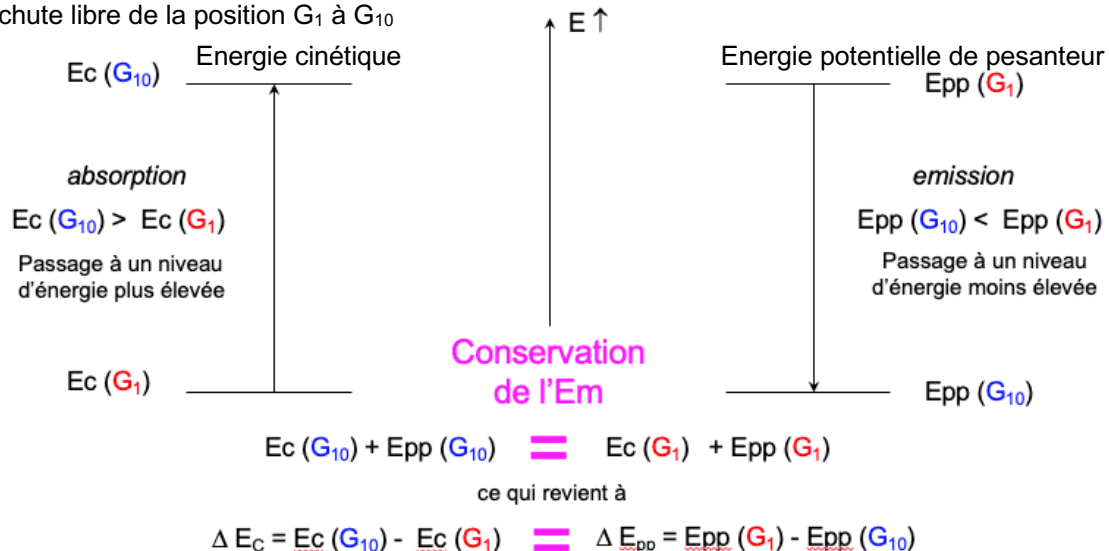 chute libre de la position G₁ à G₁₀
E ↑
Energie cinétique
Energie potentielle de pesanteur
Ec (G₁₀)
Epp (G₁)
absorption
emission
Ec (G₁₀) > Ec (G₁)
Epp (G₁₀) < Epp (G₁)
Passage à un niveau
d'énergie plus élevée
Passage à un niveau
d'énergie moins élevée
Conservation
de l'Em
Ec (G₁)
Epp (G₁₀)
Ec (G₁₀) + Epp (G₁₀) = Ec (G₁) + Epp (G₁)
ce qui revient à
Δ E_C = Ec (G₁₀) - Ec (G₁) = Δ E_pp = Epp (G₁) - Epp (G₁₀)